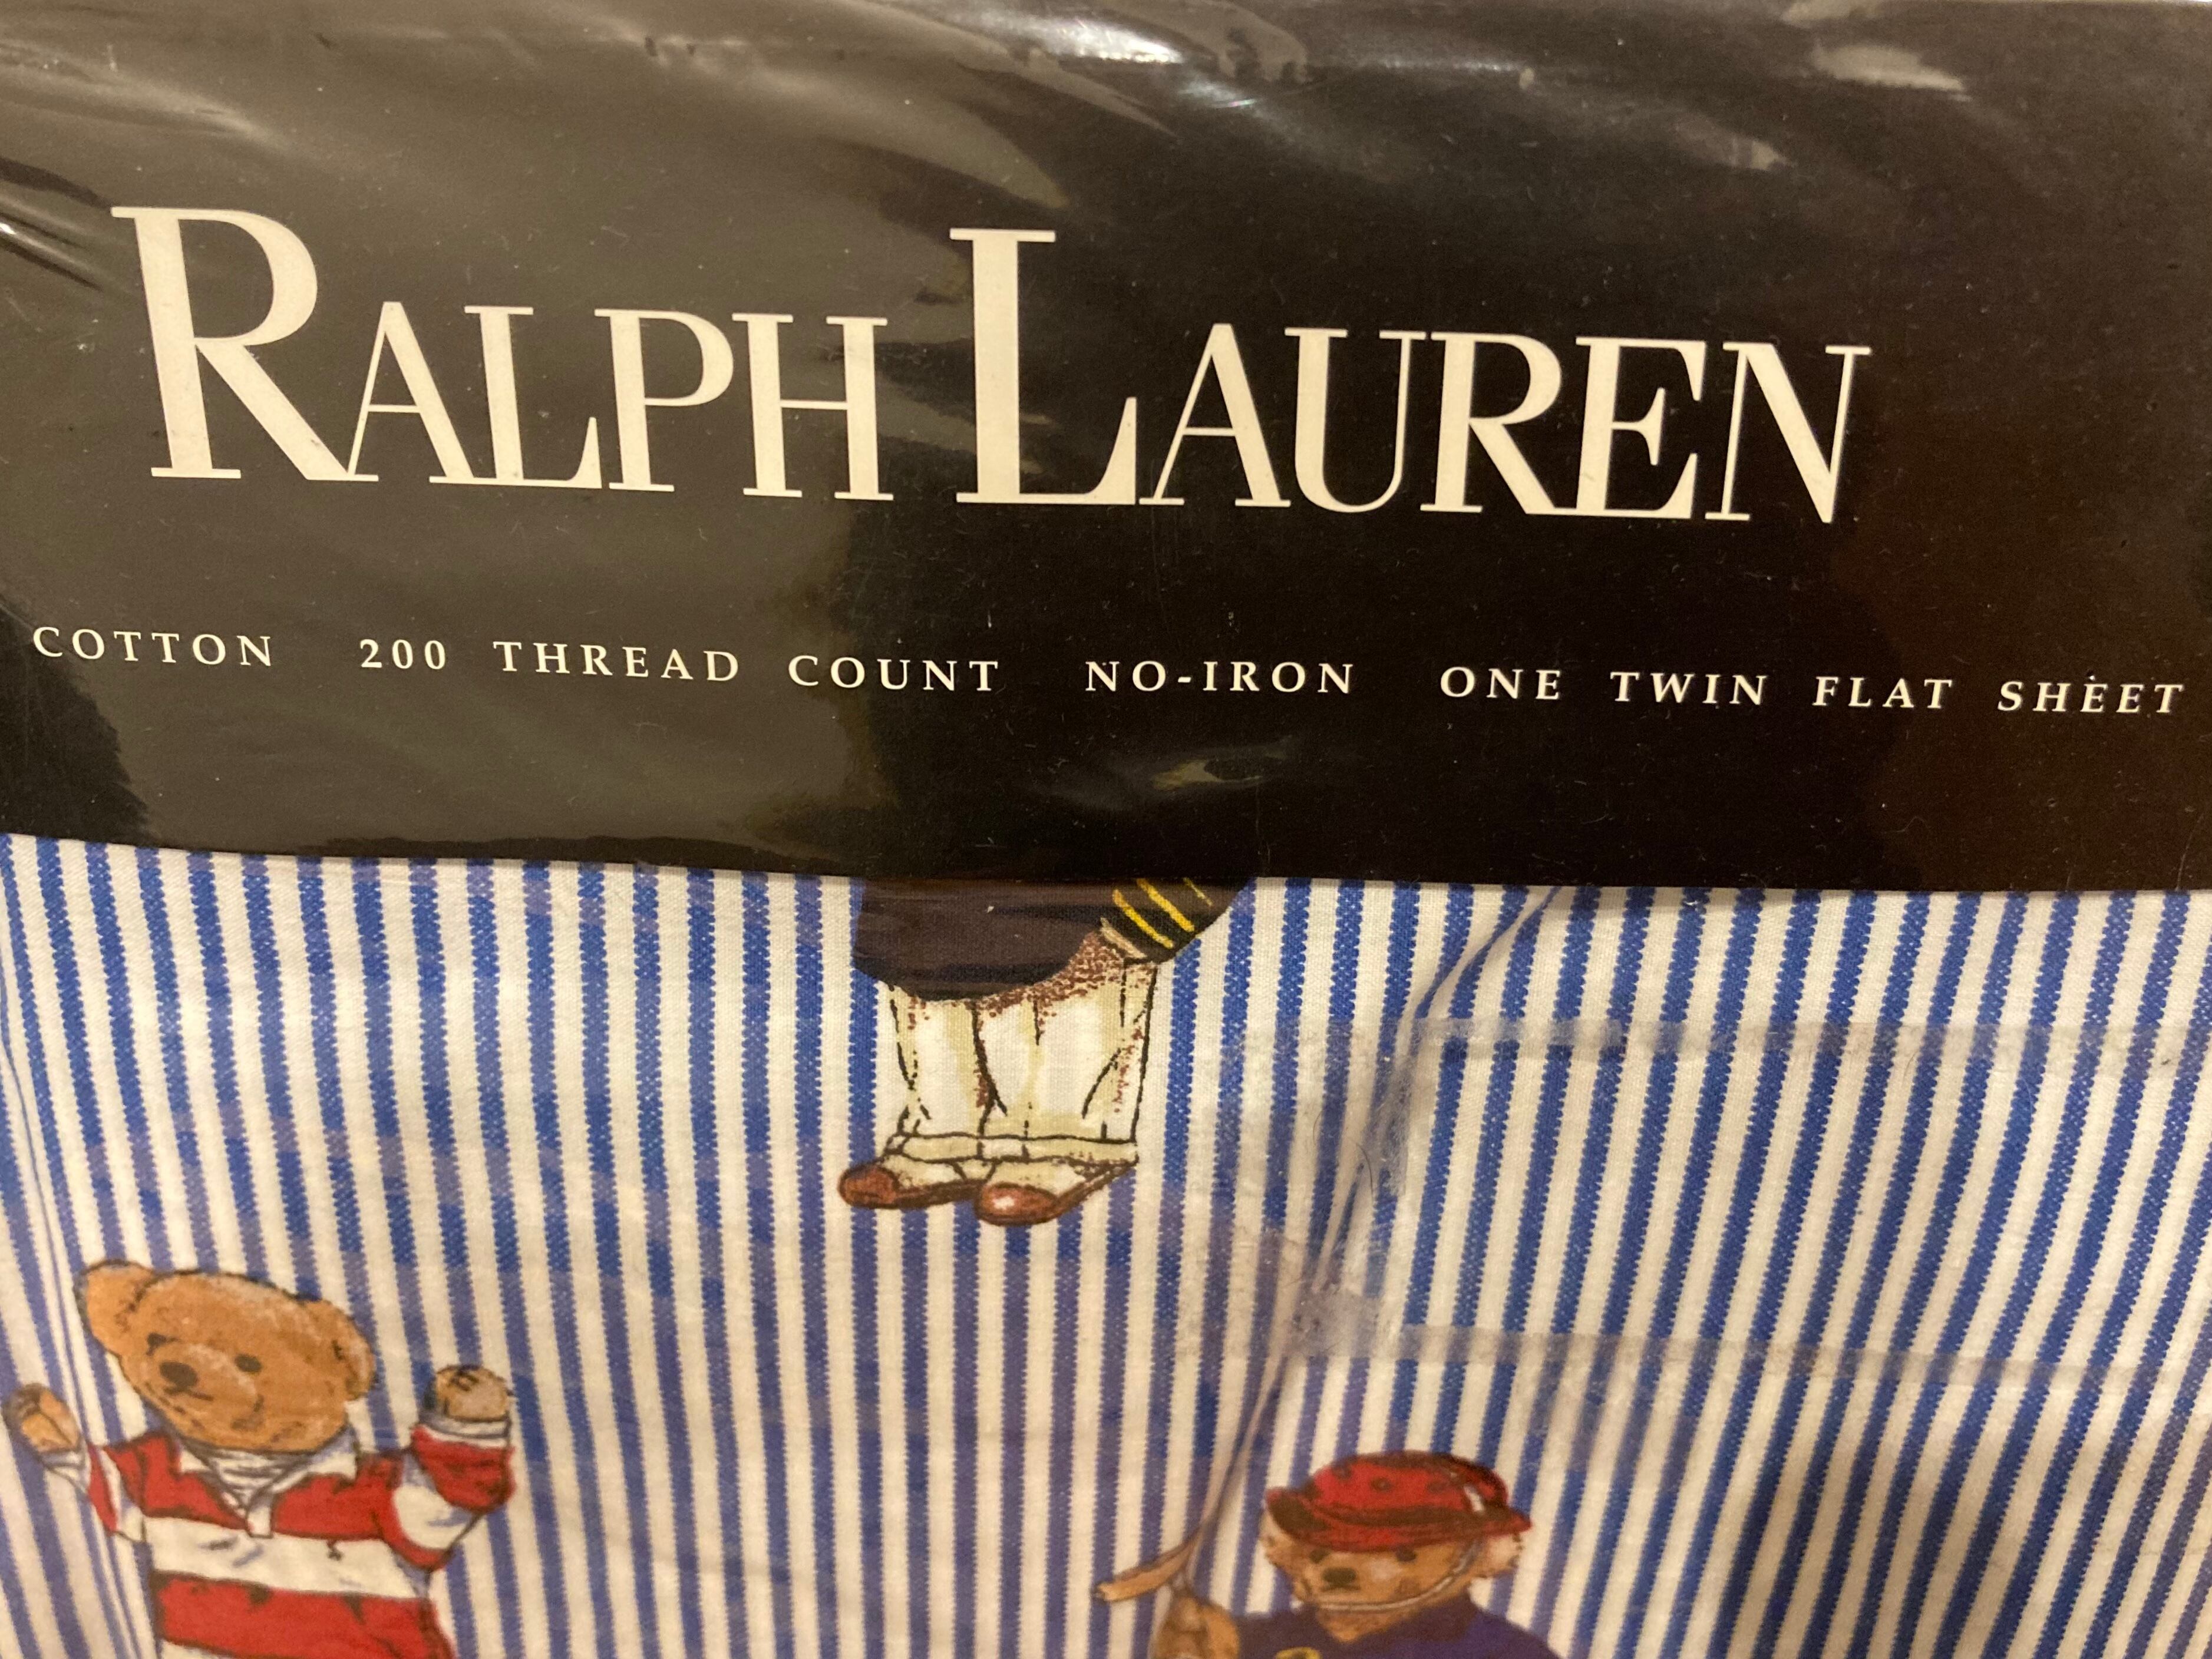 RALPH LAUREN
COTTON 200 THREAD COUNT NO-IRON ONE TWIN FLAT SHEET